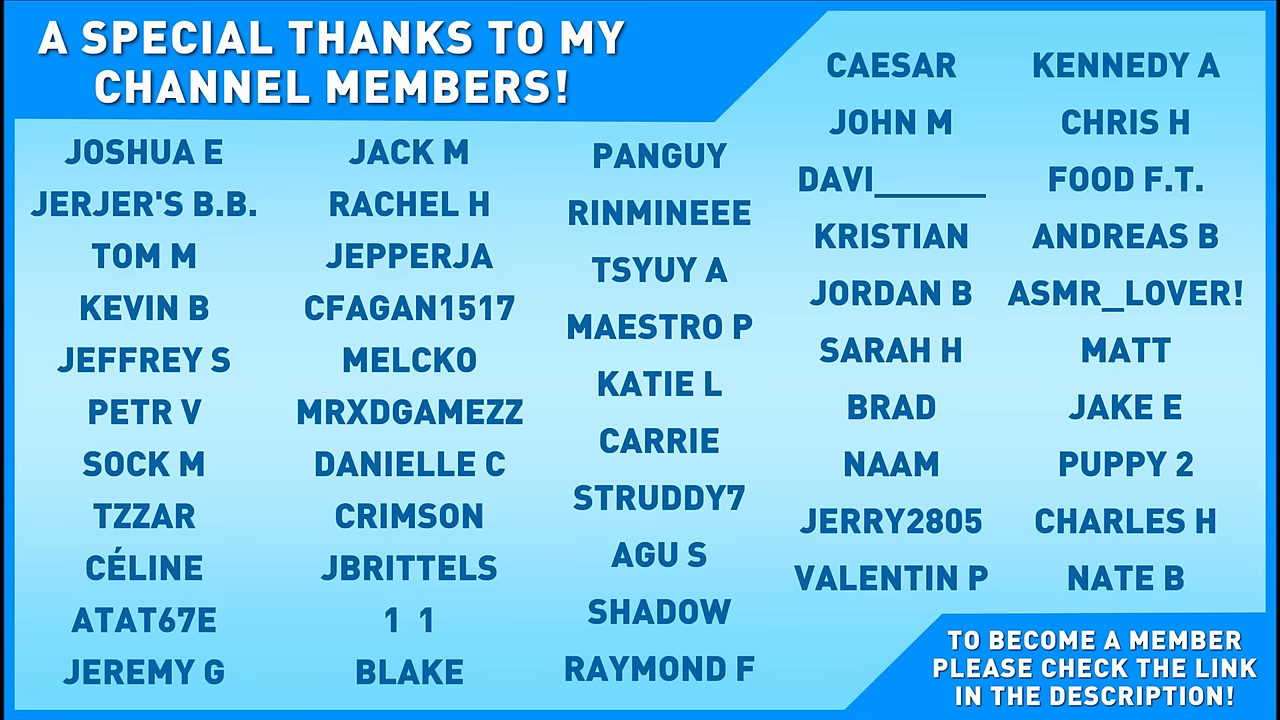 A SPECIAL THANKS TO MY
CHANNEL MEMBERS!
JOSHUA E
JERJER'S B.B.
TOM M
KEVIN B
JEFFREY S
PETR V
SOCK M
TZZAR
CÉLINE
ATAT67E
JEREMY G
JACK M
RACHEL H
JEPPERJA
CFAGAN1517
MELCKO
MRXDGAMEZZ
DANIELLE C
CRIMSON
JBRITTELS
1 1
BLAKE
PANGUY
RINMINEEE
TSYUY A
MAESTRO P
KATIE L
CARRIE
STRUDDY7
AGU S
SHADOW
RAYMOND F
CAESAR
JOHN M
DAVI______
KRISTIAN
JORDAN B
SARAH H
BRAD
NAAM
JERRY2805
VALENTIN P
KENNEDY A
CHRIS H
FOOD F.T.
ANDREAS B
ASMR_LOVER!
MATT
JAKE E
PUPPY 2
CHARLES H
NATE B
TO BECOME A MEMBER
PLEASE CHECK THE LINK
IN THE DESCRIPTION!